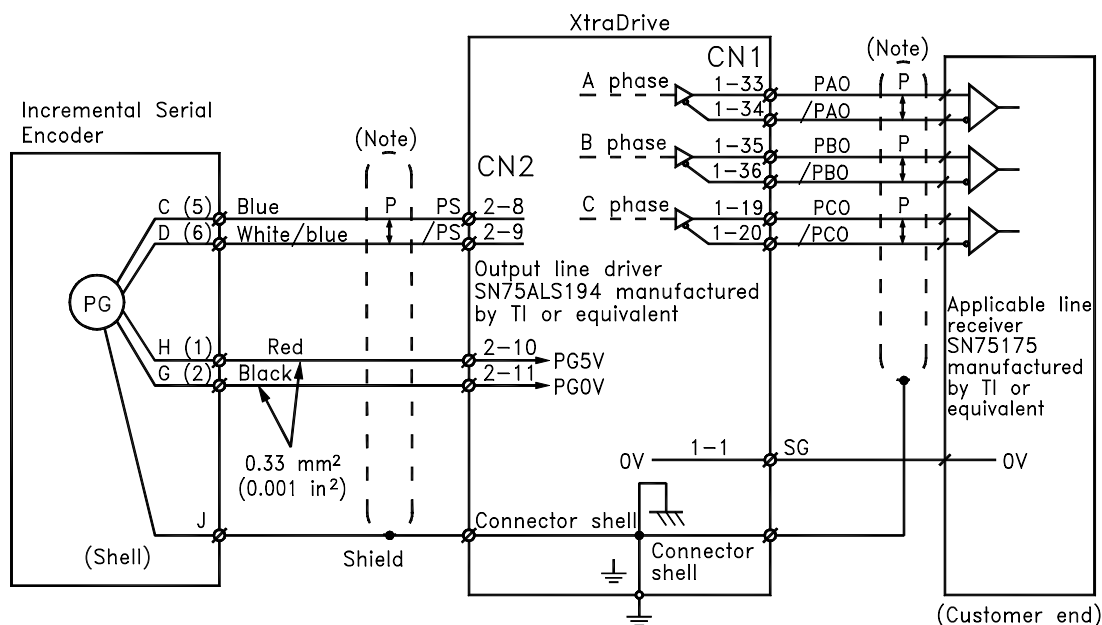 XtraDrive
Incremental Serial
Encoder
(Note)
CN2
CN1
(Note)
A phase
1-33
PAO
P
1-34
/PAO
B phase
1-35
PBO
P
1-36
/PBO
C phase
1-19
PCO
P
1-20
/PCO
C (5)
Blue
P
PS
2-8
D (6)
White/blue
/PS
2-9
Output line driver
SN75ALS194 manufactured
by TI or equivalent
PG
Applicable line
receiver
SN75175
manufactured
by TI or
equivalent
H (1)
Red
2-10
PG5V
G (2)
Black
2-11
PG0V
0.33 mm²
(0.001 in²)
0V
1-1
SG
0V
J
(Shell)
Shield
Connector shell
Connector
shell
(Customer end)